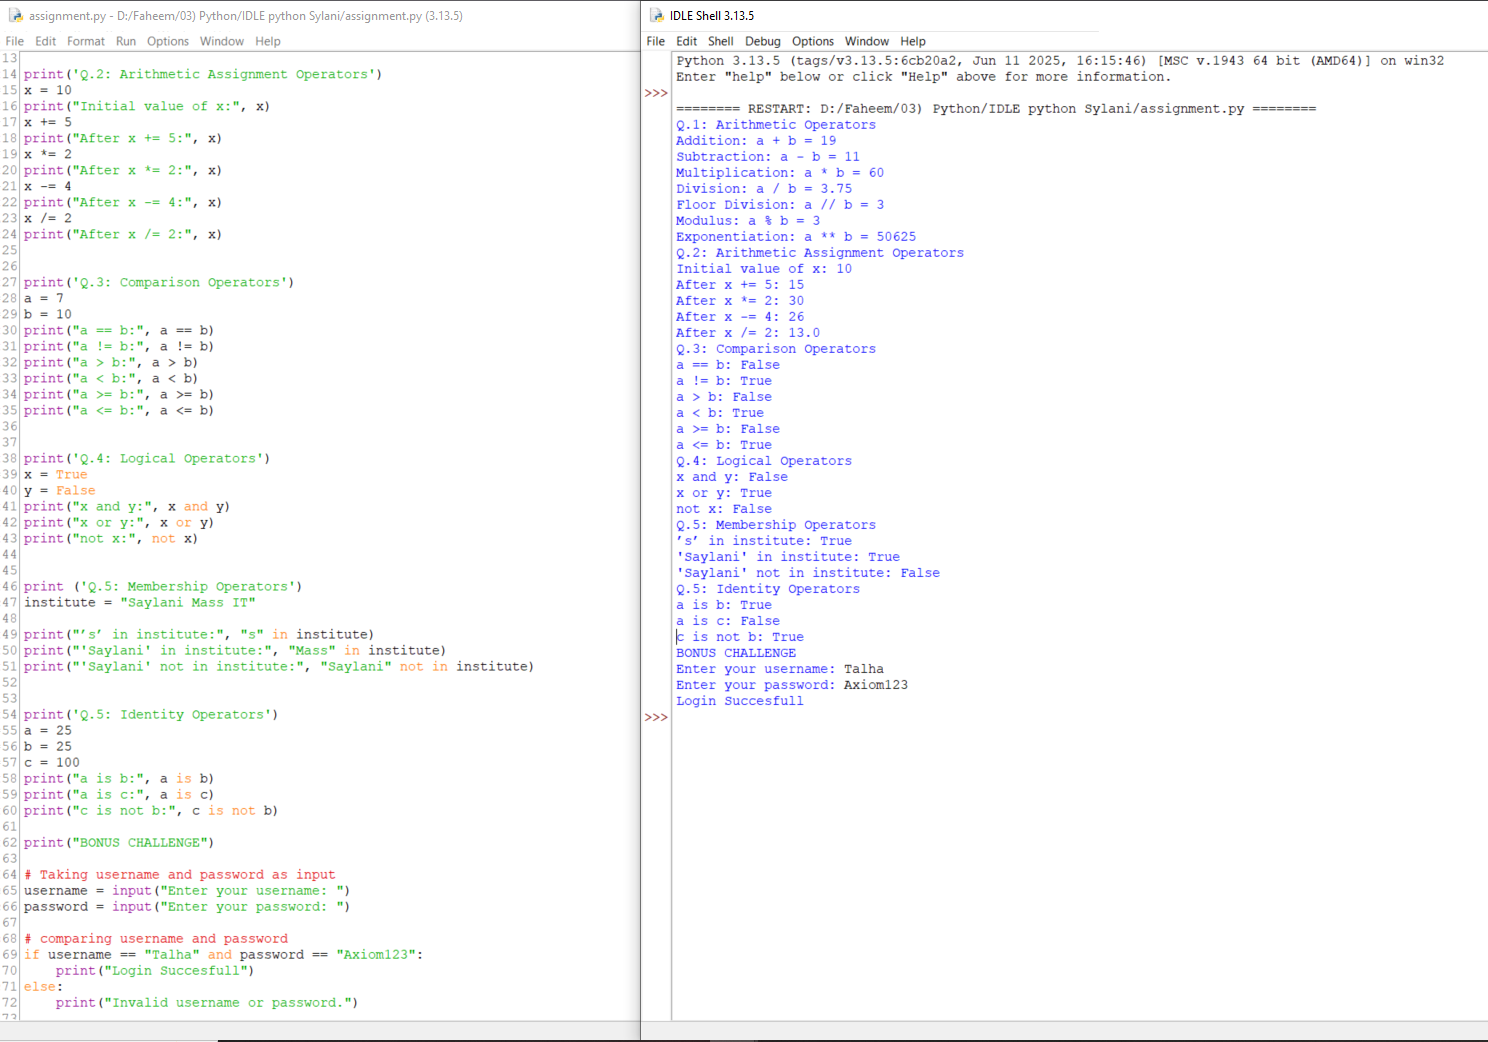 assignment.py - D:/Faheem/03) Python/IDLE python Sylani/assignment.py (3.13.5)
File Edit Format Run Options Window Help
13
14 print('Q.2: Arithmetic Assignment Operators')
15 x = 10
16 print("Initial value of x:", x)
17 x += 5
18 print("After x += 5:", x)
19 x *= 2
20 print("After x *= 2:", x)
21 x -= 4
22 print("After x -= 4:", x)
23 x /= 2
24 print("After x /= 2:", x)
25
26
27 print('Q.3: Comparison Operators')
28 a = 7
29 b = 10
30 print("a == b:", a == b)
31 print("a != b:", a != b)
32 print("a > b:", a > b)
33 print("a < b:", a < b)
34 print("a >= b:", a >= b)
35 print("a <= b:", a <= b)
36
37
38 print('Q.4: Logical Operators')
39 x = True
40 y = False
41 print("x and y:", x and y)
42 print("x or y:", x or y)
43 print("not x:", not x)
44
45
46 print ('Q.5: Membership Operators')
47 institute = "Saylani Mass IT"
48
49 print("’s’ in institute:", "s" in institute)
50 print("'Saylani' in institute:", "Mass" in institute)
51 print("'Saylani' not in institute:", "Saylani" not in institute)
52
53
54 print('Q.5: Identity Operators')
55 a = 25
56 b = 25
57 c = 100
58 print("a is b:", a is b)
59 print("a is c:", a is c)
60 print("c is not b:", c is not b)
61
62 print("BONUS CHALLENGE")
63
64 # Taking username and password as input
65 username = input("Enter your username: ")
66 password = input("Enter your password: ")
67
68 # comparing username and password
69 if username == "Talha" and password == "Axiom123":
70     print("Login Succesfull")
71 else:
72     print("Invalid username or password.")
73
IDLE Shell 3.13.5
File Edit Shell Debug Options Window Help
Python 3.13.5 (tags/v3.13.5:6cb20a2, Jun 11 2025, 16:15:46) [MSC v.1943 64 bit (AMD64)] on win32
Enter "help" below or click "Help" above for more information.
>>>
======== RESTART: D:/Faheem/03) Python/IDLE python Sylani/assignment.py ========
Q.1: Arithmetic Operators
Addition: a + b = 19
Subtraction: a - b = 11
Multiplication: a * b = 60
Division: a / b = 3.75
Floor Division: a // b = 3
Modulus: a % b = 3
Exponentiation: a ** b = 50625
Q.2: Arithmetic Assignment Operators
Initial value of x: 10
After x += 5: 15
After x *= 2: 30
After x -= 4: 26
After x /= 2: 13.0
Q.3: Comparison Operators
a == b: False
a != b: True
a > b: False
a < b: True
a >= b: False
a <= b: True
Q.4: Logical Operators
x and y: False
x or y: True
not x: False
Q.5: Membership Operators
’s’ in institute: True
'Saylani' in institute: True
'Saylani' not in institute: False
Q.5: Identity Operators
a is b: True
a is c: False
c is not b: True
BONUS CHALLENGE
Enter your username: Talha
Enter your password: Axiom123
Login Succesfull
>>>